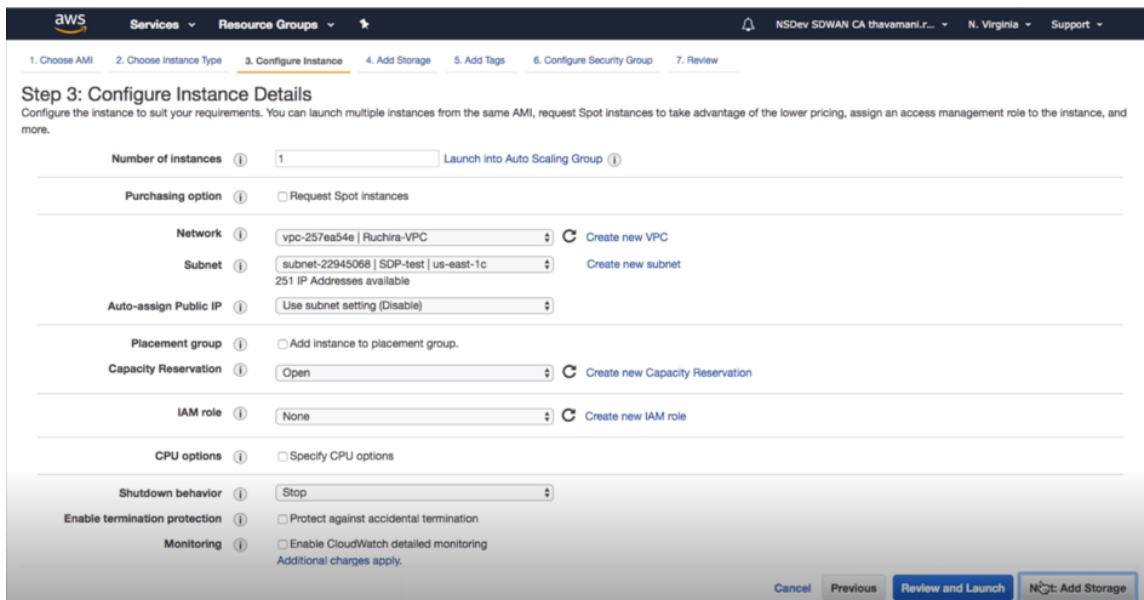 aws Services Resource Groups NSDev SDWAN CA thavamani.r... N. Virginia Support
1. Choose AMI 2. Choose Instance Type 3. Configure Instance 4. Add Storage 5. Add Tags 6. Configure Security Group 7. Review
Step 3: Configure Instance Details
Configure the instance to suit your requirements. You can launch multiple instances from the same AMI, request Spot instances to take advantage of the lower pricing, assign an access management role to the instance, and
more.
Number of instances 1 Launch into Auto Scaling Group
Purchasing option Request Spot instances
Network vpc-257ea54e | Ruchira-VPC Create new VPC
Subnet subnet-22945068 | SDP-test | us-east-1c Create new subnet
251 IP Addresses available
Auto-assign Public IP Use subnet setting (Disable)
Placement group Add instance to placement group.
Capacity Reservation Open Create new Capacity Reservation
IAM role None Create new IAM role
CPU options Specify CPU options
Shutdown behavior Stop
Enable termination protection Protect against accidental termination
Monitoring Enable CloudWatch detailed monitoring
Additional charges apply.
Cancel Previous Review and Launch Next: Add Storage